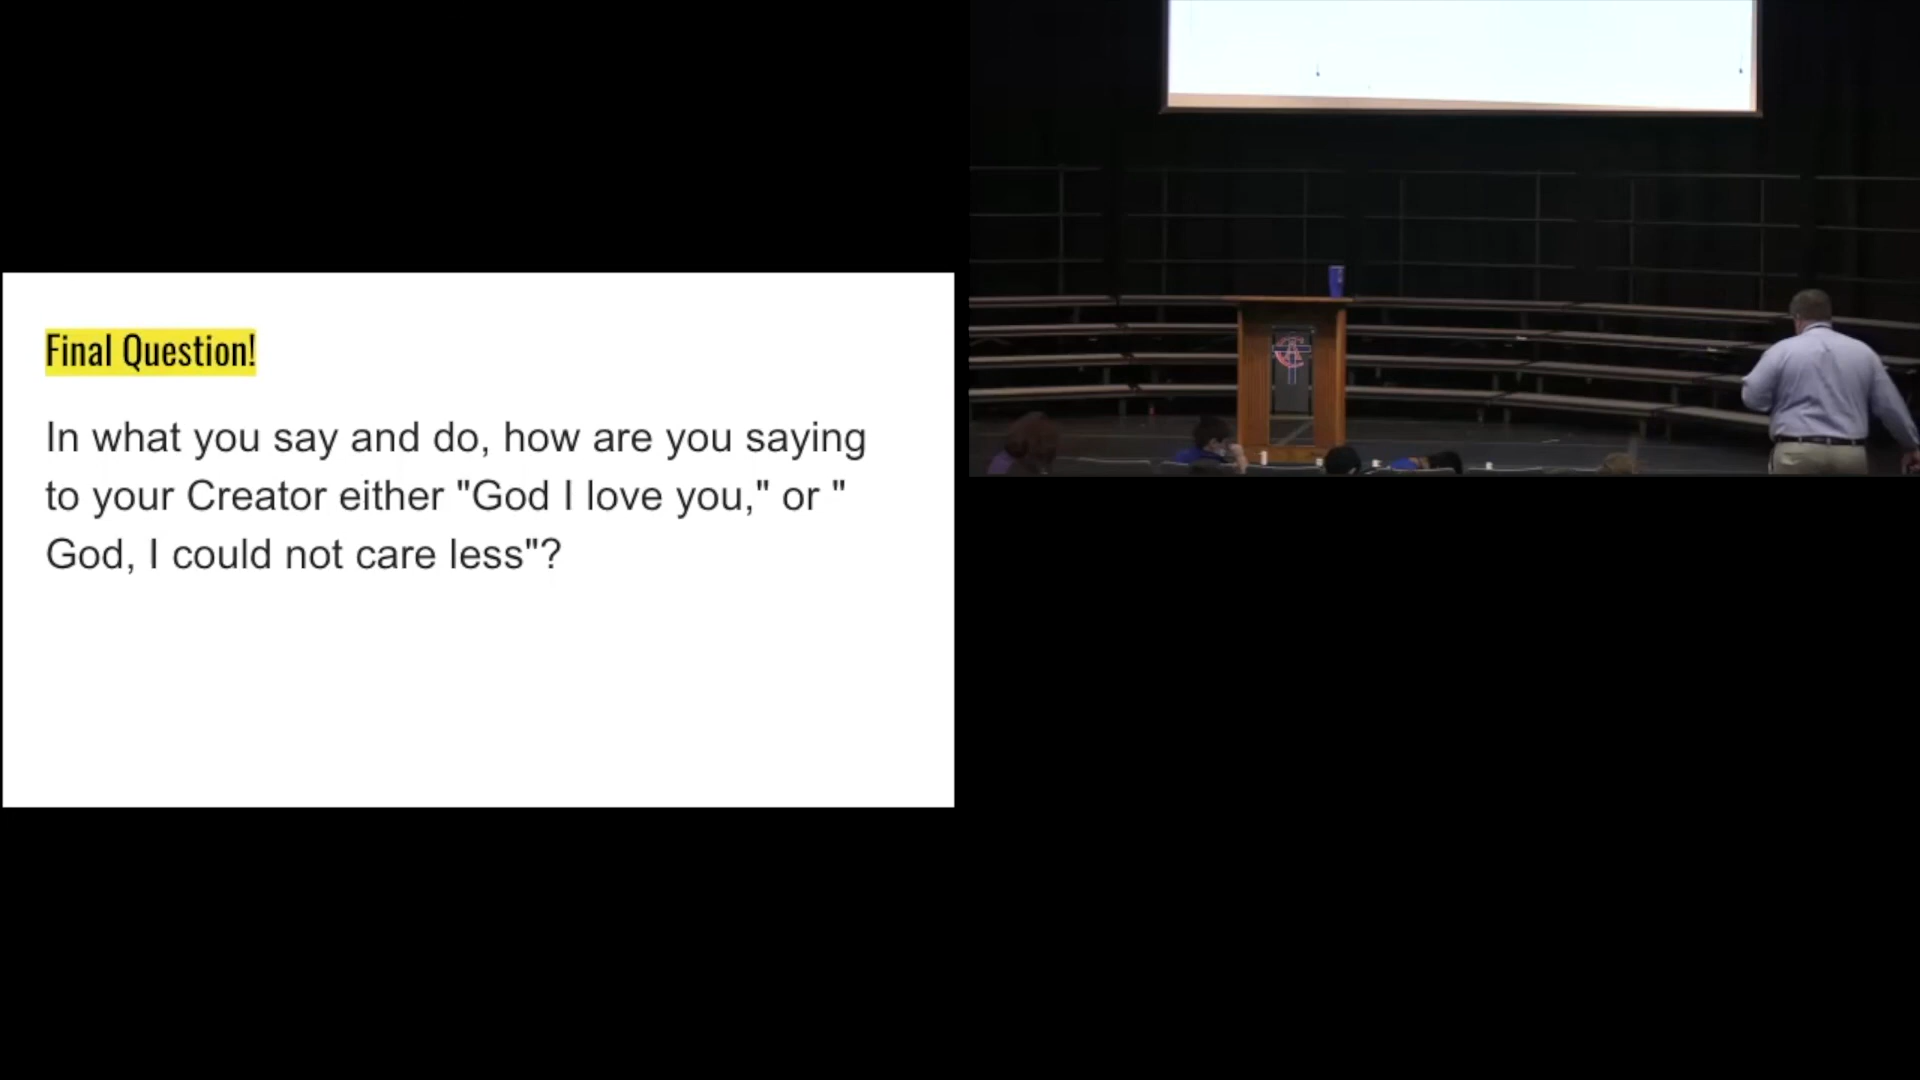 Final Question!
In what you say and do, how are you saying
to your Creator either "God I love you," or "
God, I could not care less"?